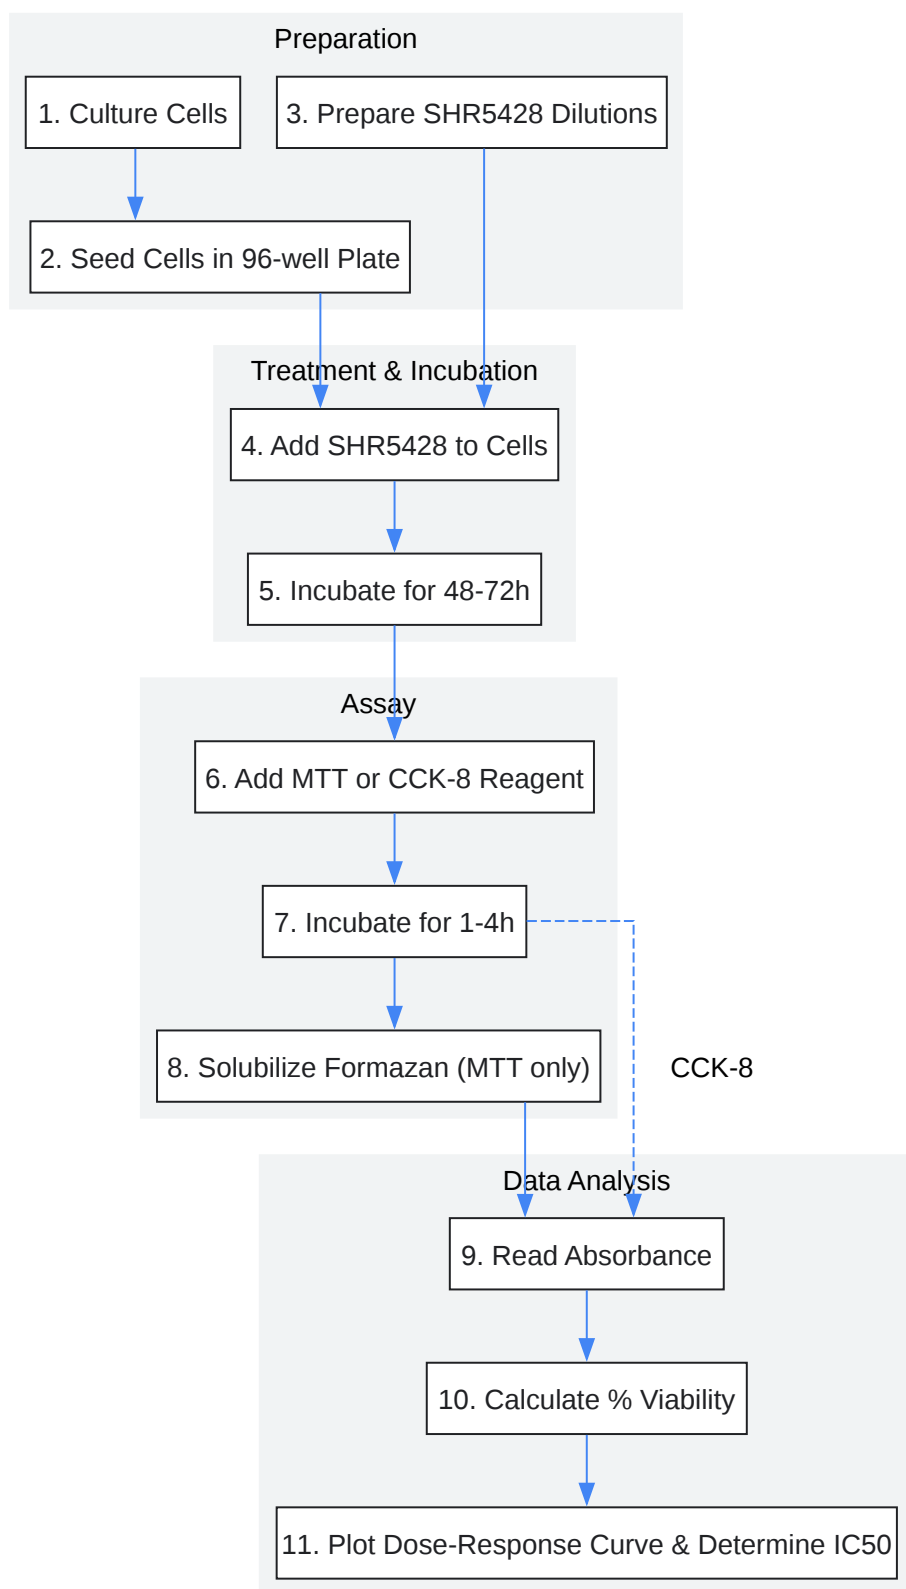 Preparation
1. Culture Cells
3. Prepare SHR5428 Dilutions
2. Seed Cells in 96-well Plate
Treatment & Incubation
4. Add SHR5428 to Cells
5. Incubate for 48-72h
Assay
6. Add MTT or CCK-8 Reagent
7. Incubate for 1-4h
8. Solubilize Formazan (MTT only)
CCK-8
Data Analysis
9. Read Absorbance
10. Calculate % Viability
11. Plot Dose-Response Curve & Determine IC50